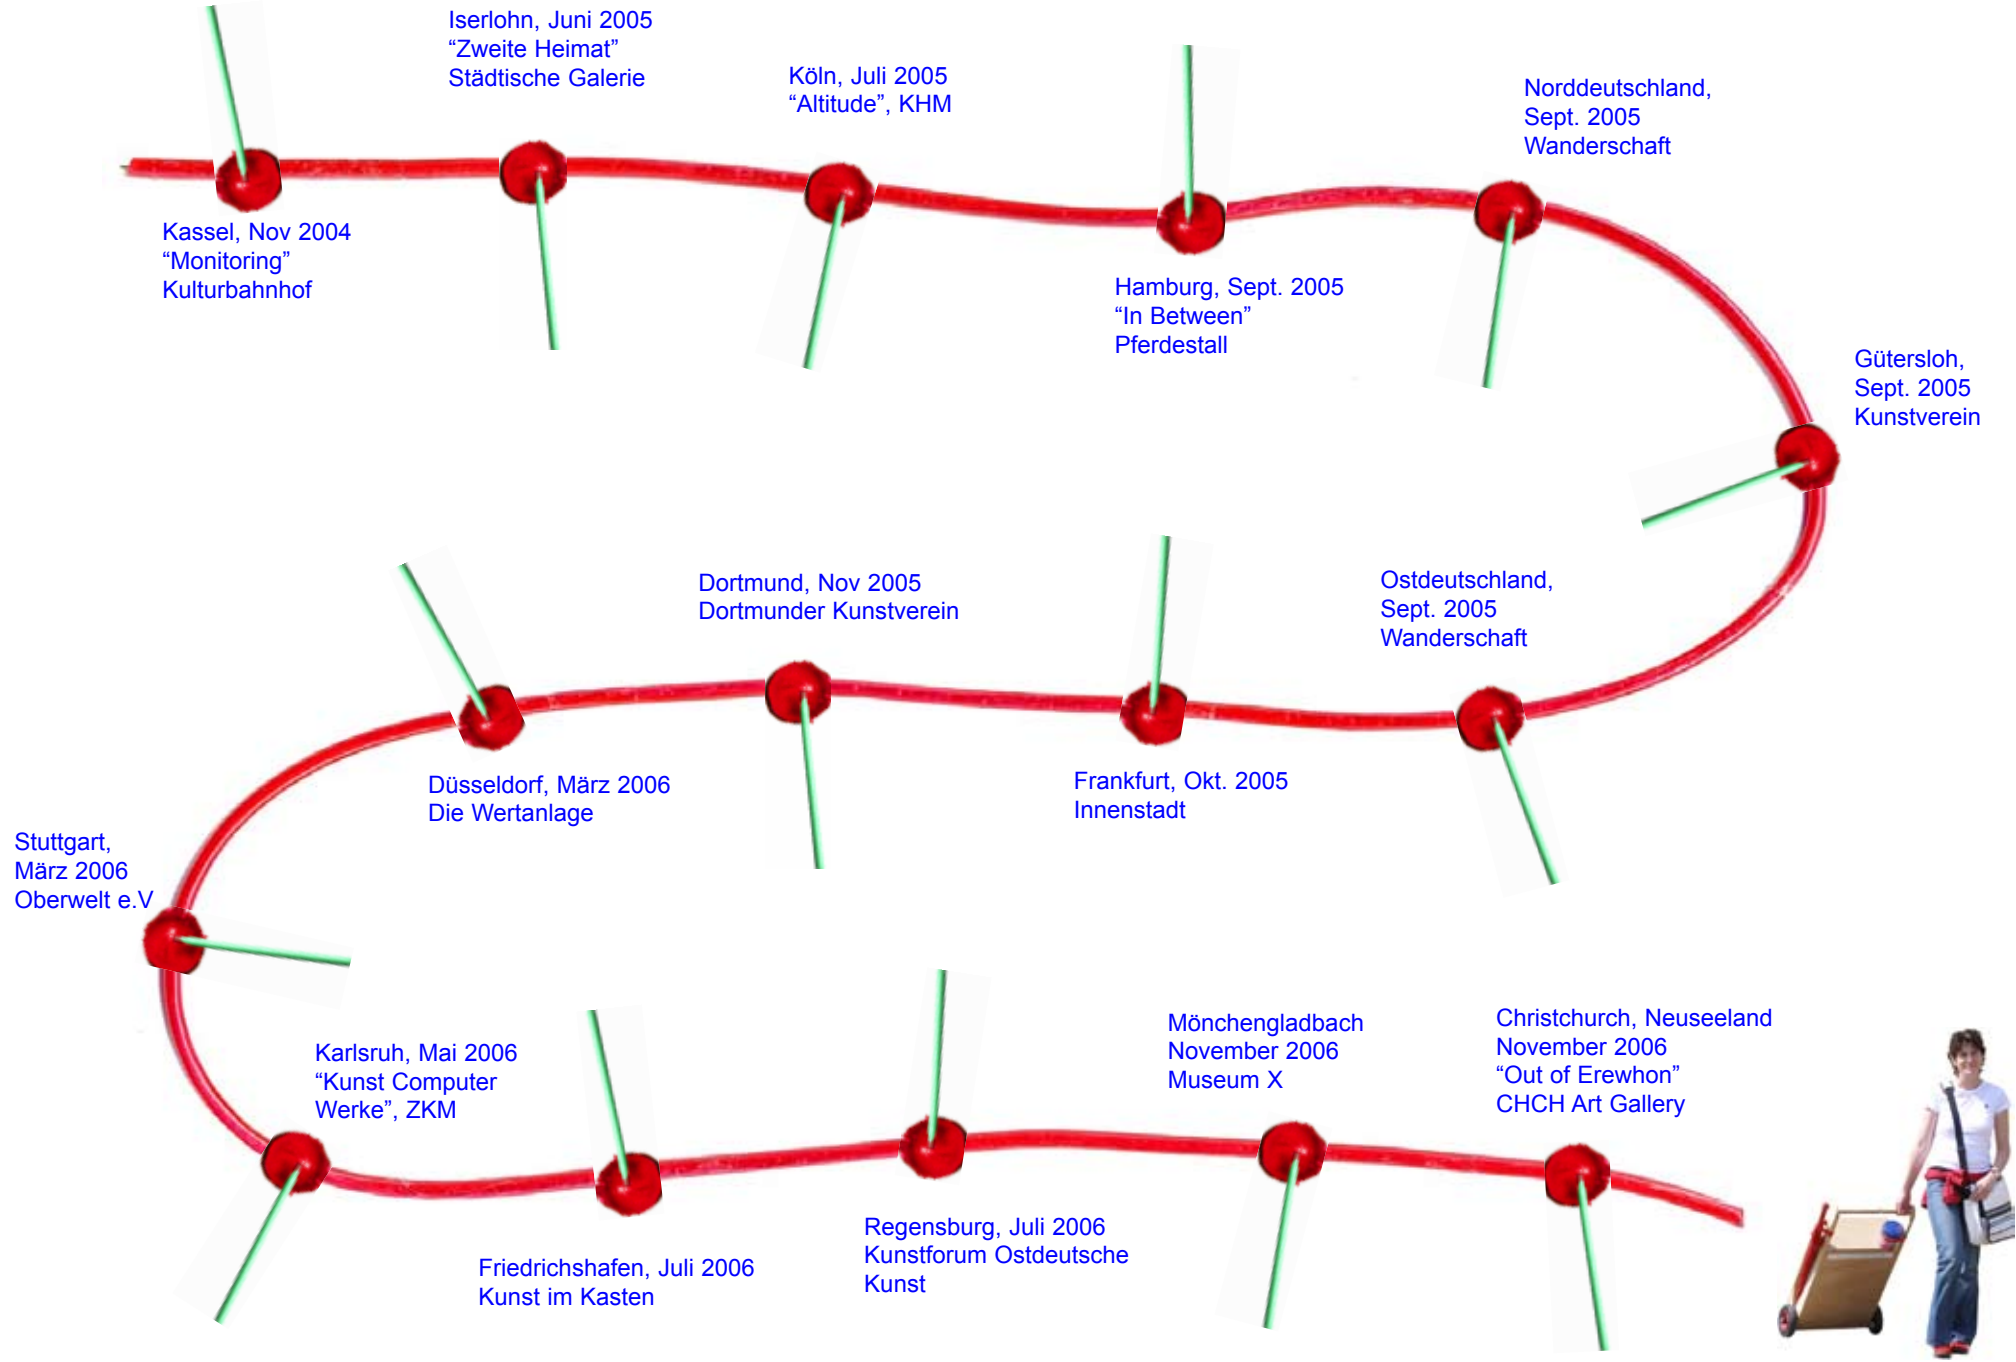 Kassel, Nov 2004
“Monitoring”
Kulturbahnhof
Iserlohn, Juni 2005
“Zweite Heimat”
Städtische Galerie
Köln, Juli 2005
“Altitude”, KHM
Hamburg, Sept. 2005
“In Between”
Pferdestall
Norddeutschland,
Sept. 2005
Wanderschaft
Gütersloh,
Sept. 2005
Kunstverein
Ostdeutschland,
Sept. 2005
Wanderschaft
Frankfurt, Okt. 2005
Innenstadt
Dortmund, Nov 2005
Dortmunder Kunstverein
Düsseldorf, März 2006
Die Wertanlage
Stuttgart,
März 2006
Oberwelt e.V
Karlsruh, Mai 2006
“Kunst Computer
Werke”, ZKM
Friedrichshafen, Juli 2006
Kunst im Kasten
Regensburg, Juli 2006
Kunstforum Ostdeutsche
Kunst
Mönchengladbach
November 2006
Museum X
Christchurch, Neuseeland
November 2006
“Out of Erewhon”
CHCH Art Gallery